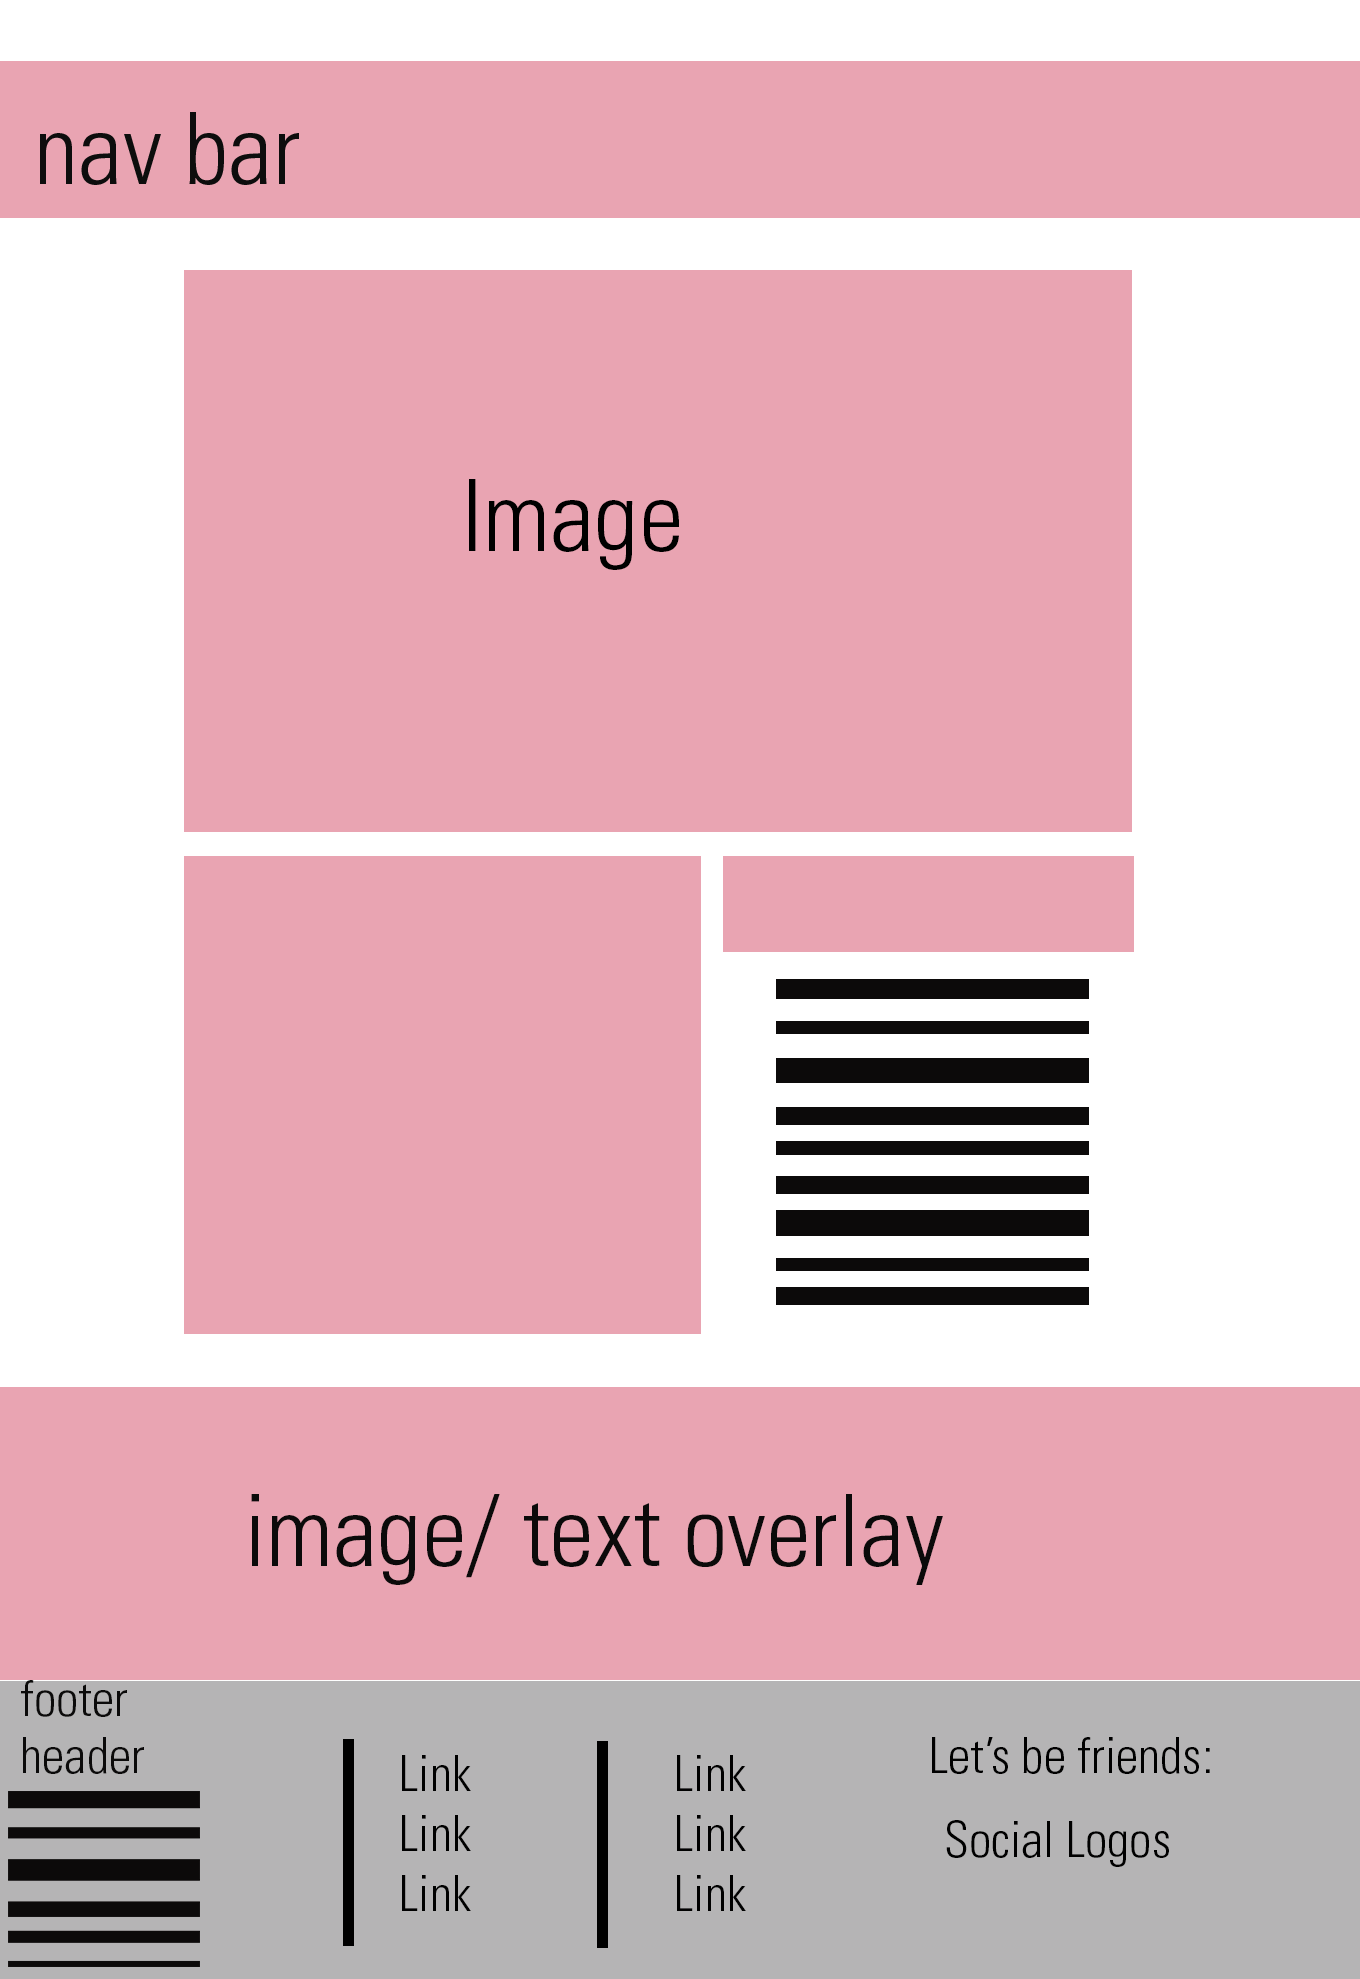 nav bar
Image
image/ text overlay
footer
header
Link
Link
Link
Link
Link
Link
Let’s be friends:
Social Logos